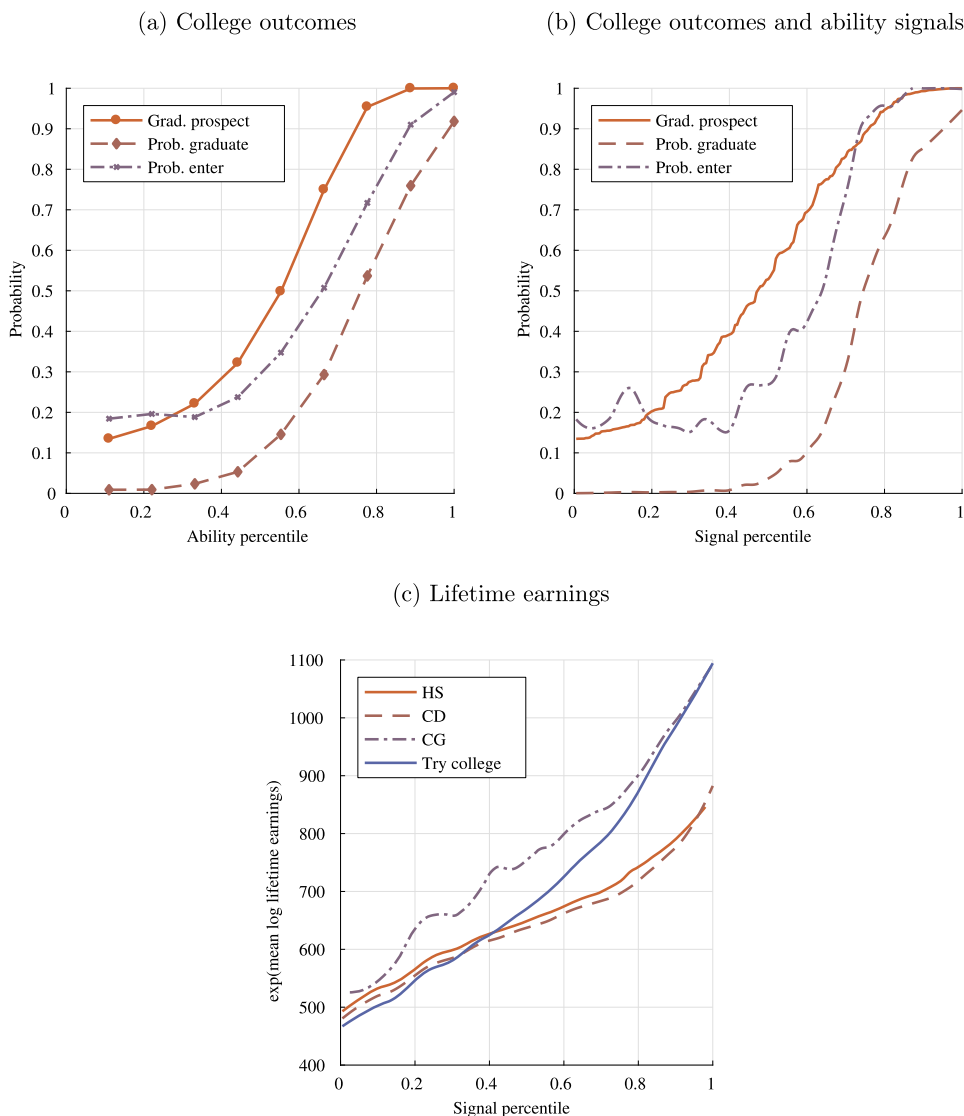 (a) College outcomes
1
0.9
0.8
0.7
0.6
0.5
0.4
0.3
0.2
0.1
0
0 0.2 0.4 0.6 0.8 1
Probability
Ability percentile
Grad. prospect
Prob. graduate
Prob. enter
(b) College outcomes and ability signals
1
0.9
0.8
0.7
0.6
0.5
0.4
0.3
0.2
0.1
0
0 0.2 0.4 0.6 0.8 1
Probability
Signal percentile
Grad. prospect
Prob. graduate
Prob. enter
(c) Lifetime earnings
1100
1000
900
800
700
600
500
400
0 0.2 0.4 0.6 0.8 1
exp(mean log lifetime earnings)
Signal percentile
HS
CD
CG
Try college